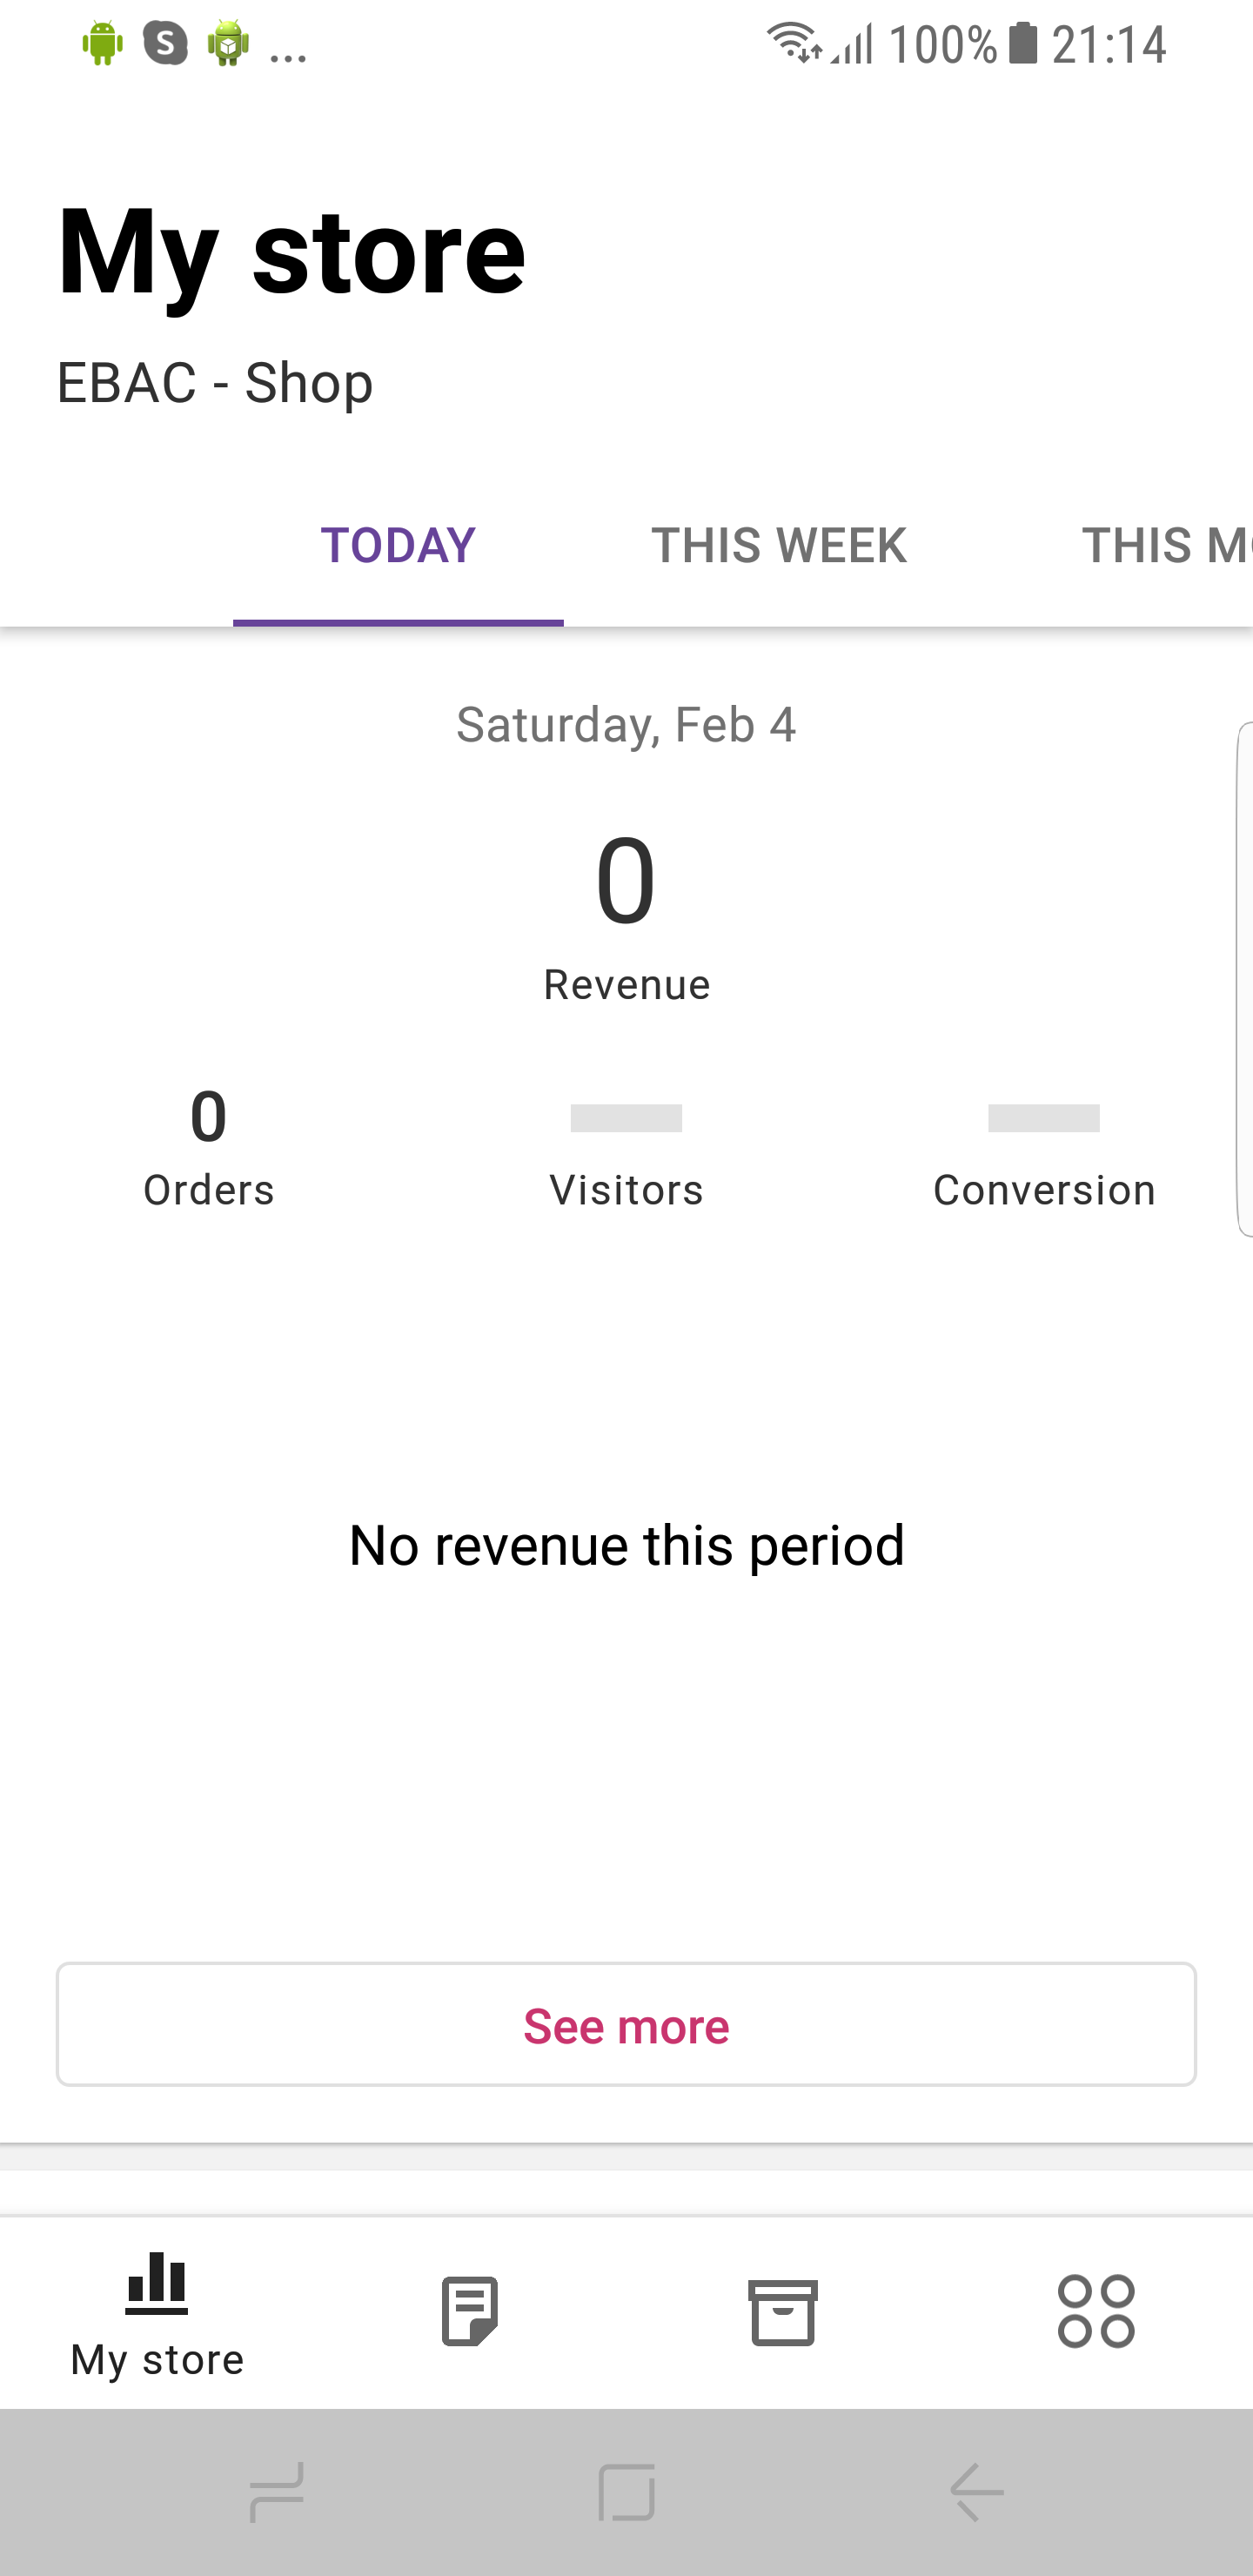 S ... 100% 21:14
My store
EBAC - Shop
TODAY THIS WEEK THIS M
Saturday, Feb 4
0
Revenue
0
Orders Visitors Conversion
No revenue this period
See more
My store